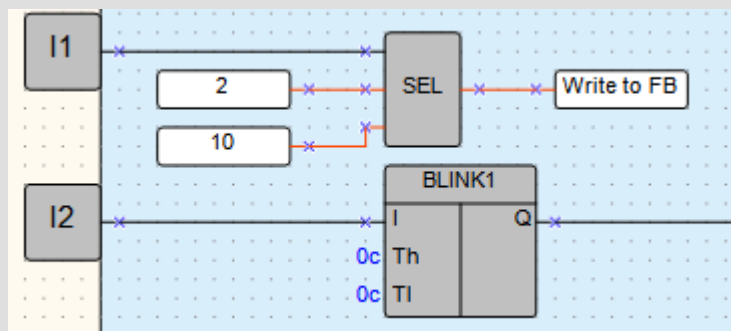 I1
2
SEL
Write to FB
10
BLINK1
I2
I
Q
0c
Th
0c
Tl